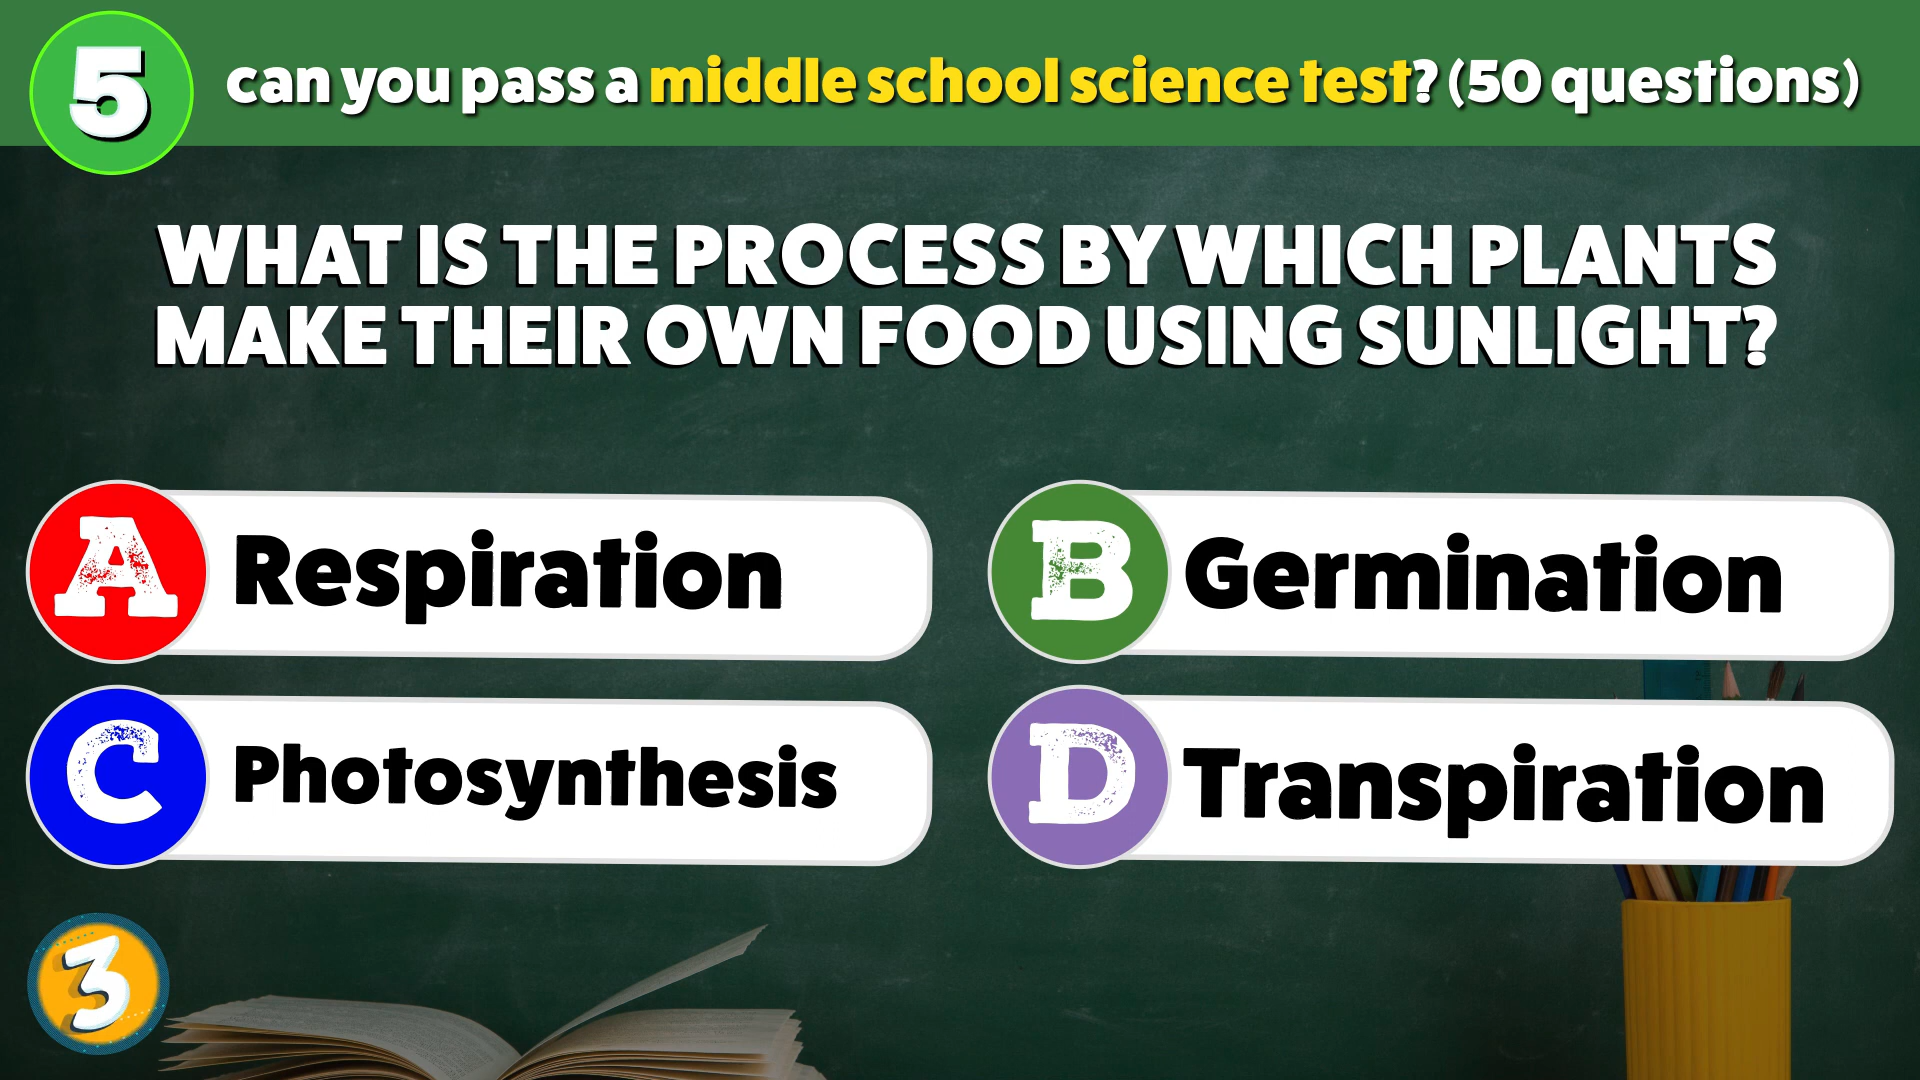 5
can you pass a middle school science test? (50 questions)
WHAT IS THE PROCESS BY WHICH PLANTS
MAKE THEIR OWN FOOD USING SUNLIGHT?
A Respiration
B Germination
C Photosynthesis
D Transpiration
3